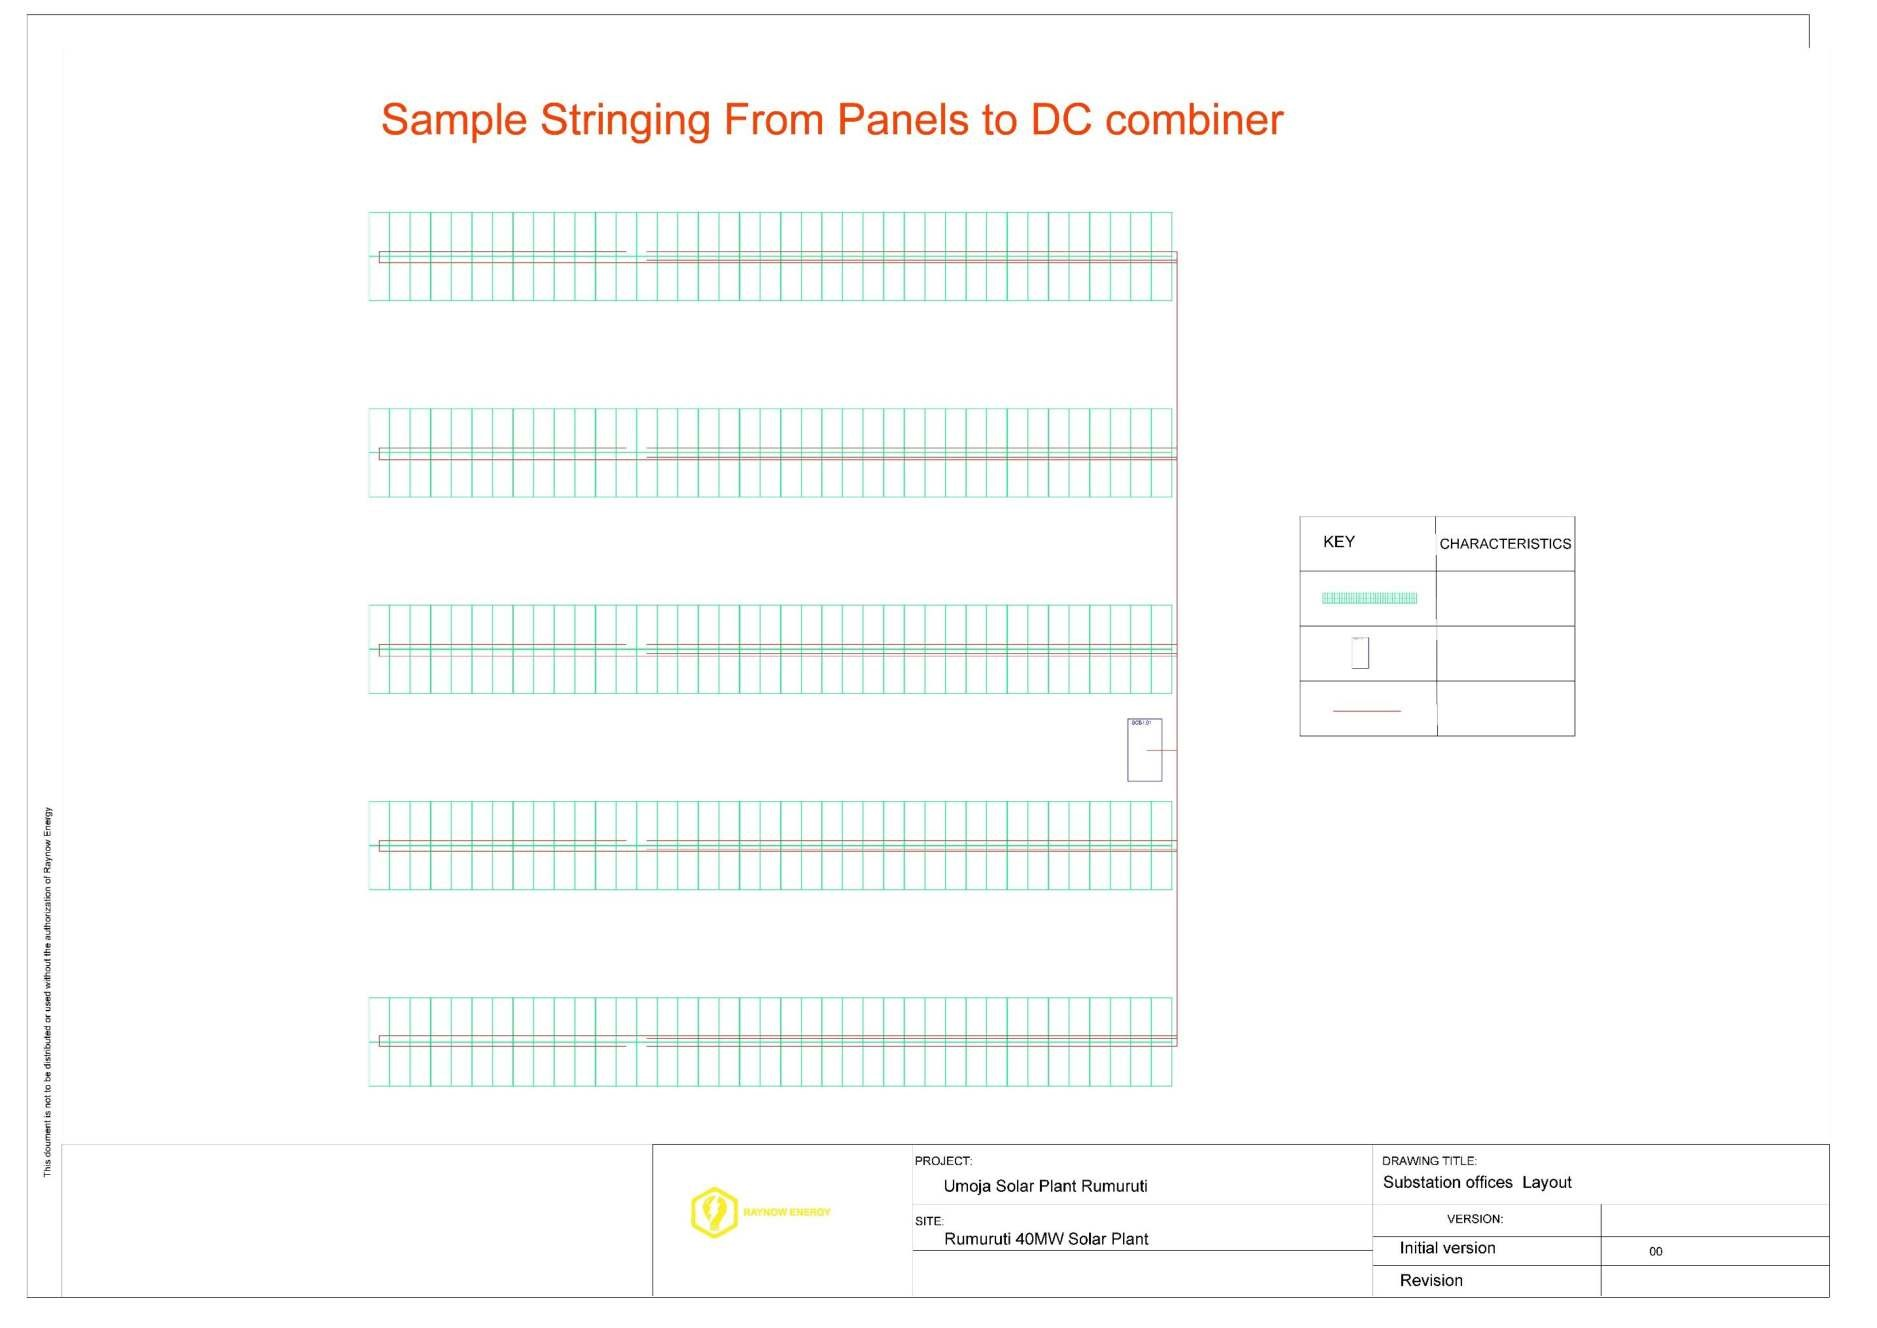 Sample Stringing From Panels to DC combiner
KEY
CHARACTERISTICS
This document is not to be distributed or used without the authorization of Raynow Energy
RAYNOW ENERGY
PROJECT:
Umoja Solar Plant Rumuruti
SITE:
Rumuruti 40MW Solar Plant
DRAWING TITLE:
Substation offices Layout
VERSION:
Initial version
00
Revision